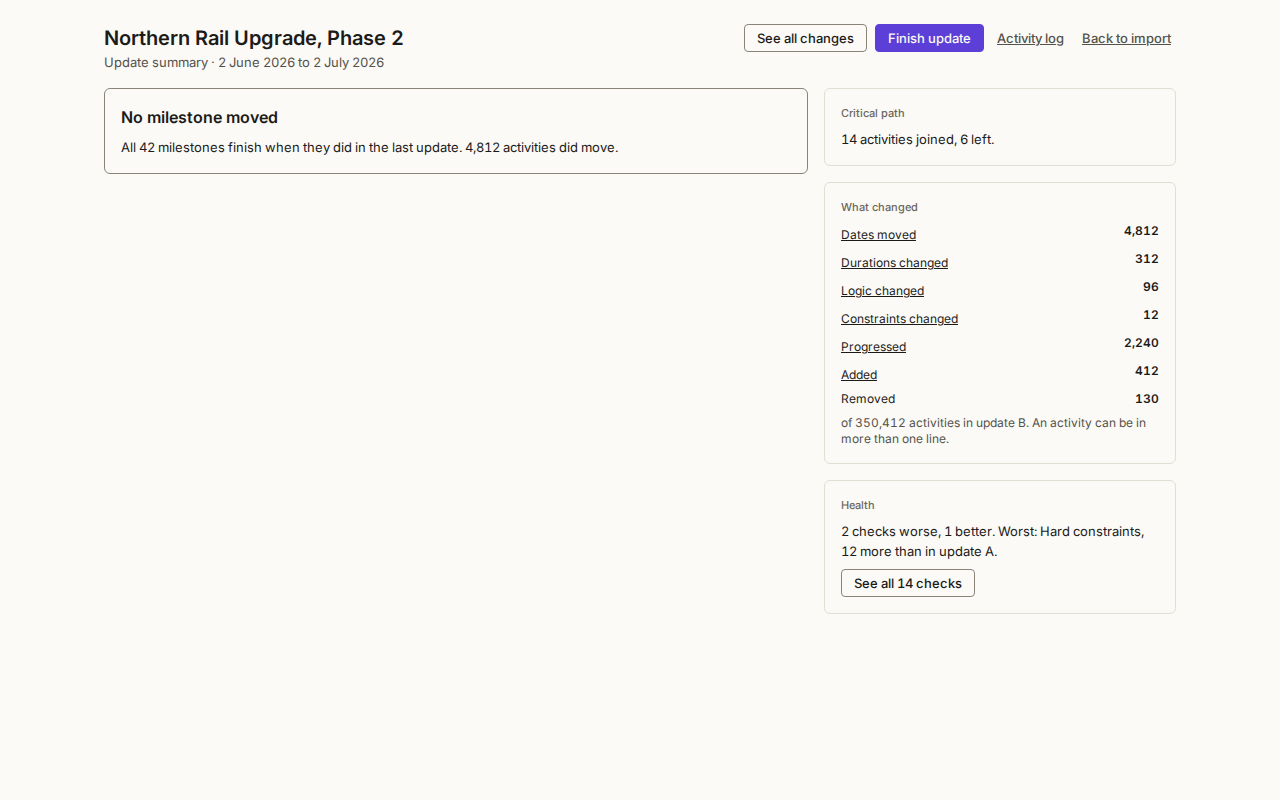 Northern Rail Upgrade, Phase 2
Update summary · 2 June 2026 to 2 July 2026
See all changes
Finish update
Activity log
Back to import
No milestone moved
All 42 milestones finish when they did in the last update. 4,812 activities did move.
Critical path
14 activities joined, 6 left.
What changed
Dates moved 4,812
Durations changed 312
Logic changed 96
Constraints changed 12
Progressed 2,240
Added 412
Removed 130
of 350,412 activities in update B. An activity can be in
more than one line.
Health
2 checks worse, 1 better. Worst: Hard constraints,
12 more than in update A.
See all 14 checks